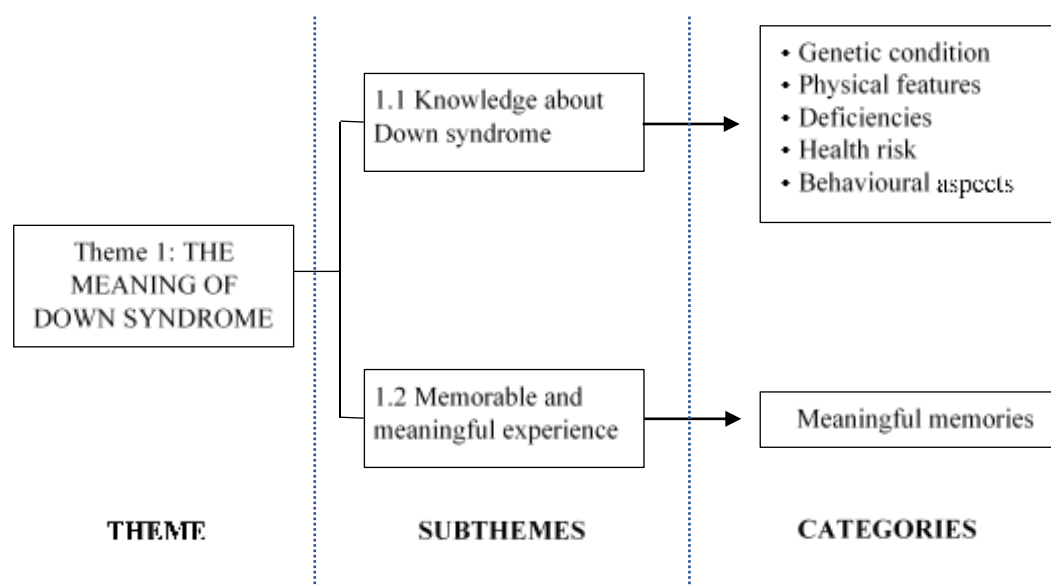 Theme 1: THE
MEANING OF
DOWN SYNDROME
1.1 Knowledge about
Down syndrome
• Genetic condition
• Physical features
• Deficiencies
• Health risk
• Behavioural aspects
1.2 Memorable and
meaningful experience
Meaningful memories
THEME
SUBTHEMES
CATEGORIES